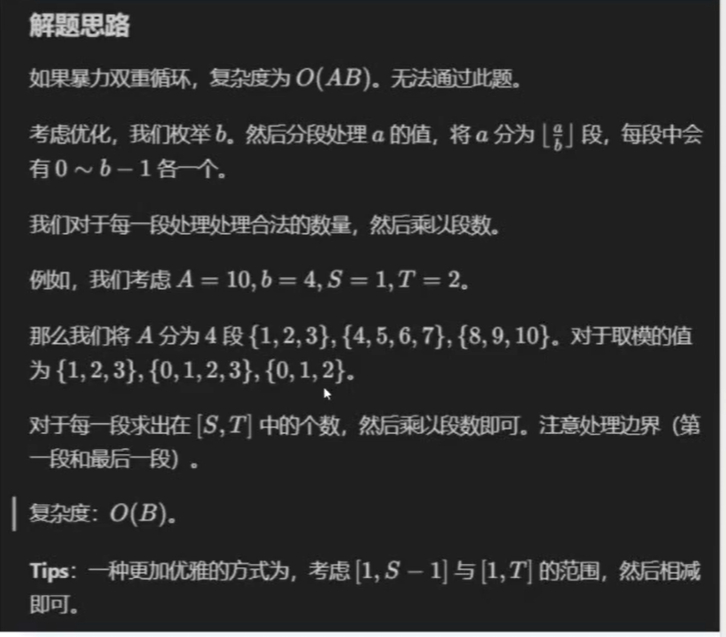 解题思路
如果暴力双重循环，复杂度为 O(AB)。无法通过此题。
考虑优化，我们枚举 b。然后分段处理 a 的值，将 a 分为 ⌊a/b⌋ 段，每段中会
有 0 ∼ b − 1 各一个。
我们对于每一段处理处理合法的数量，然后乘以段数。
例如，我们考虑 A = 10, b = 4, S = 1, T = 2。
那么我们将 A 分为 4 段 {1, 2, 3}, {4, 5, 6, 7}, {8, 9, 10}。对于取模的值
为 {1, 2, 3}, {0, 1, 2, 3}, {0, 1, 2}。
对于每一段求出在 [S, T] 中的个数，然后乘以段数即可。注意处理边界（第
一段和最后一段）。
复杂度：O(B)。
Tips：一种更加优雅的方式为，考虑 [1, S − 1] 与 [1, T] 的范围，然后相减
即可。